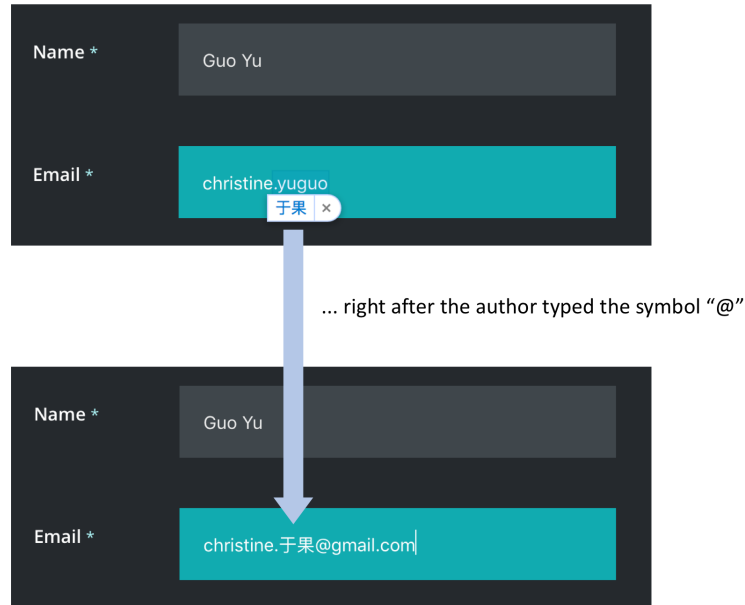 Name *
Guo Yu
Email *
christine.yuguo
于果 ×
... right after the author typed the symbol “@”
Name *
Guo Yu
Email *
christine.于果@gmail.com